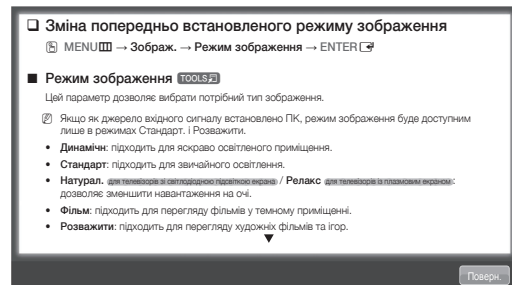 ❑ Зміна попередньо встановленого режиму зображення
MENU → Зображ. → Режим зображення → ENTER
■ Режим зображення TOOLS
Цей параметр дозволяє вибрати потрібний тип зображення.
Якщо як джерело вхідного сигналу встановлено ПК, режим зображення буде доступним
лише в режимах Стандарт. і Розважити.
• Динамічн: підходить для яскраво освітленого приміщення.
• Стандарт: підходить для звичайного освітлення.
• Натурал. для телевізорів зі світлодіодною підсвіткою екрана / Релакс для телевізорів із плазмовим екраном:
дозволяє зменшити навантаження на очі.
• Фільм: підходить для перегляду фільмів у темному приміщенні.
• Розважити: підходить для перегляду художніх фільмів та ігор.
▼
Поверн.